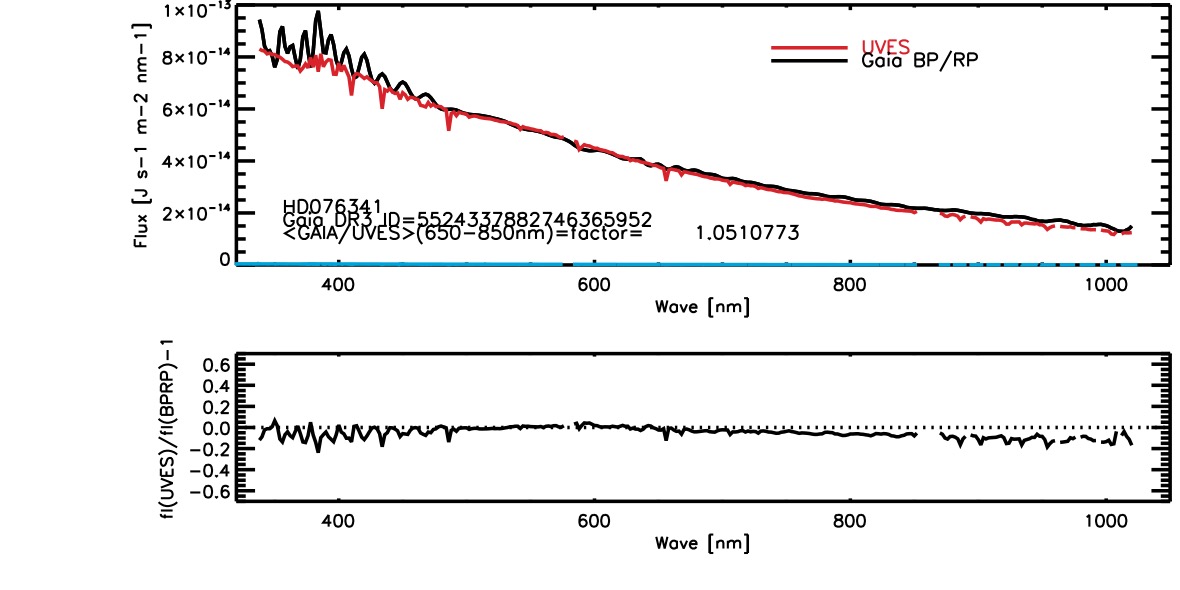 1×10−13
8×10−14
6×10−14
4×10−14
2×10−14
0
Flux [J s−1 m−2 nm−1]
UVES
Gaia BP/RP
HD076341
Gaia DR3 ID=5524337882746365952
<GAIA/UVES>(650−850nm)=factor= 1.0510773
400 600 800 1000
Wave [nm]
fl(UVES)/fl(BPRP)−1
0.6
0.4
0.2
0.0
−0.2
−0.4
−0.6
400 600 800 1000
Wave [nm]